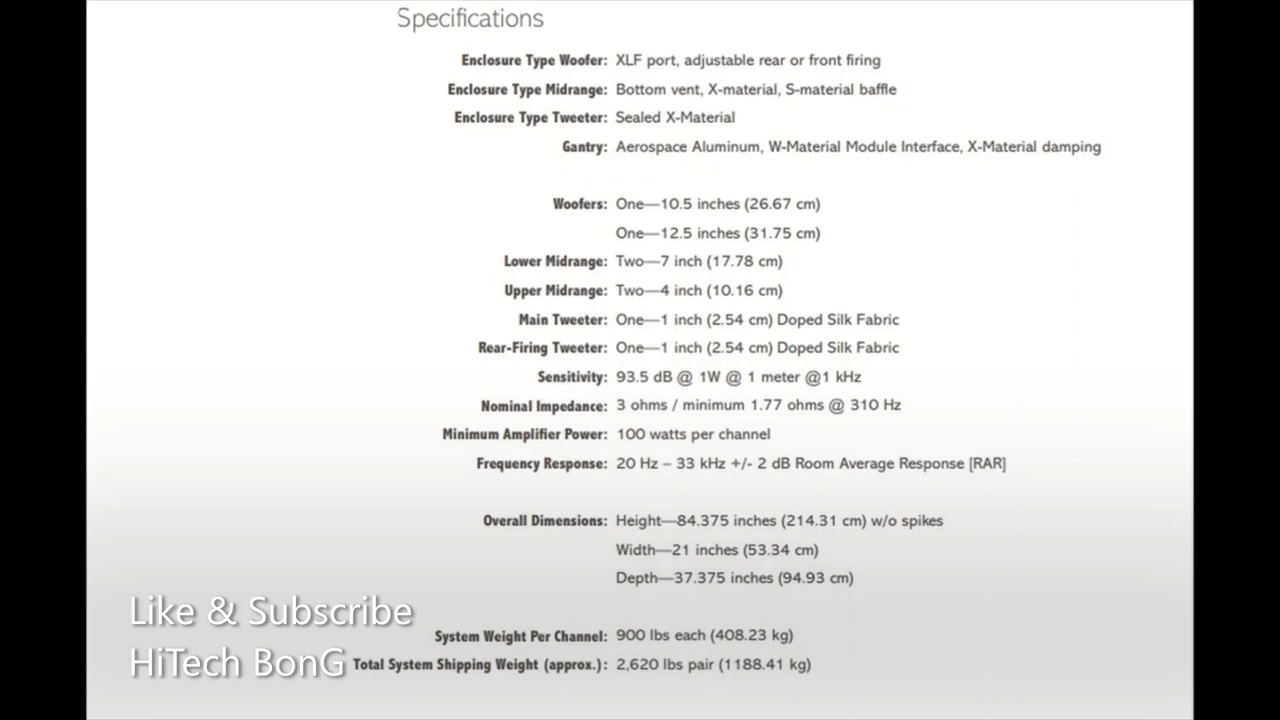 Specifications
Enclosure Type Woofer: XLF port, adjustable rear or front firing
Enclosure Type Midrange: Bottom vent, X-material, S-material baffle
Enclosure Type Tweeter: Sealed X-Material
Gantry: Aerospace Aluminum, W-Material Module Interface, X-Material damping
Woofers: One—10.5 inches (26.67 cm)
One—12.5 inches (31.75 cm)
Lower Midrange: Two—7 inch (17.78 cm)
Upper Midrange: Two—4 inch (10.16 cm)
Main Tweeter: One—1 inch (2.54 cm) Doped Silk Fabric
Rear-Firing Tweeter: One—1 inch (2.54 cm) Doped Silk Fabric
Sensitivity: 93.5 dB @ 1W @ 1 meter @1 kHz
Nominal Impedance: 3 ohms / minimum 1.77 ohms @ 310 Hz
Minimum Amplifier Power: 100 watts per channel
Frequency Response: 20 Hz – 33 kHz +/- 2 dB Room Average Response [RAR]
Overall Dimensions: Height—84.375 inches (214.31 cm) w/o spikes
Width—21 inches (53.34 cm)
Depth—37.375 inches (94.93 cm)
Like & Subscribe
System Weight Per Channel: 900 lbs each (408.23 kg)
HiTech BonG
Total System Shipping Weight (approx.): 2,620 lbs pair (1188.41 kg)